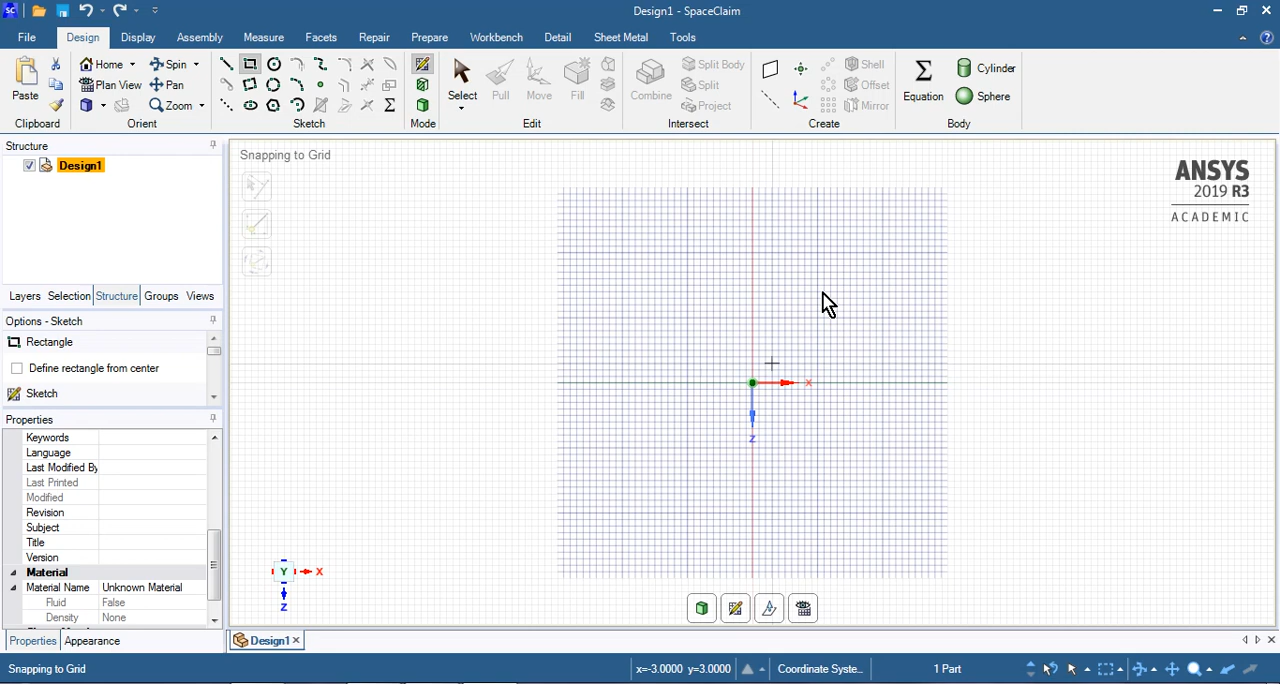 SC
Design1 - SpaceClaim
File Design Display Assembly Measure Facets Repair Prepare Workbench Detail Sheet Metal Tools
Paste
Home Spin
Plan View Pan
Zoom
Select Pull Move Fill
Combine
Split Body
Split
Project
Shell
Offset
Mirror
Equation
Cylinder
Sphere
Clipboard Orient Sketch Mode Edit Intersect Create Body
Structure
Design1
Layers Selection Structure Groups Views
Options - Sketch
Rectangle
Define rectangle from center
Sketch
Properties
Keywords
Language
Last Modified By
Last Printed
Modified
Revision
Subject
Title
Version
Material
Material Name Unknown Material
Fluid False
Density None
Properties Appearance
Snapping to Grid
ANSYS
2019 R3
ACADEMIC
X
Z
Y X
Z
Design1
Snapping to Grid x=-3.0000 y=3.0000 Coordinate Syste... 1 Part